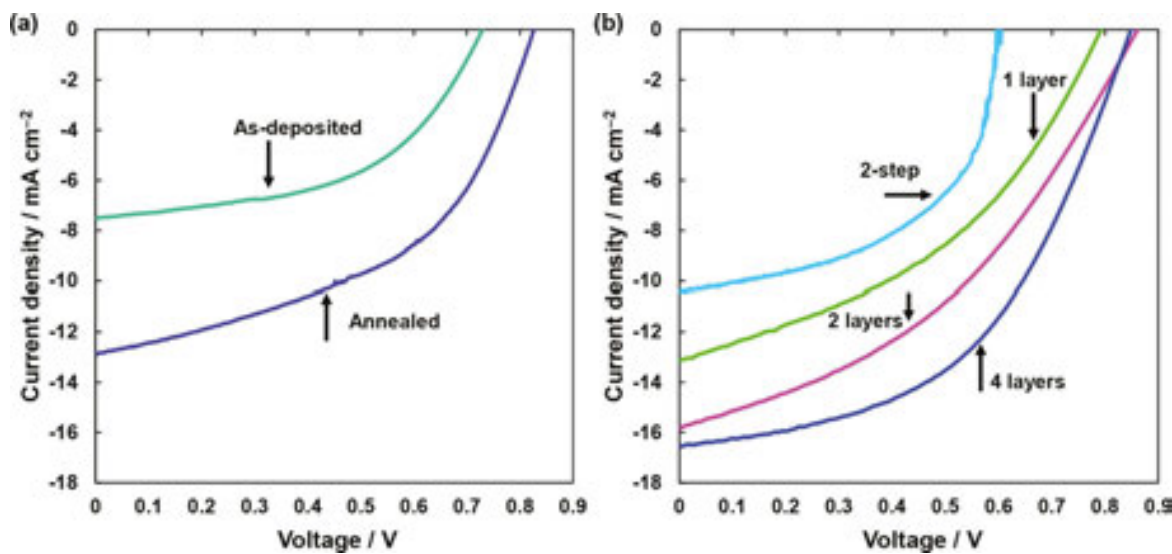 (a)
0
-2
-4
-6
-8
-10
-12
-14
-16
-18
Current density / mA cm⁻²
As-deposited
Annealed
0 0.1 0.2 0.3 0.4 0.5 0.6 0.7 0.8 0.9
Voltage / V
(b)
0
-2
-4
-6
-8
-10
-12
-14
-16
-18
Current density / mA cm⁻²
1 layer
2-step
2 layers
4 layers
0 0.1 0.2 0.3 0.4 0.5 0.6 0.7 0.8 0.9
Voltage / V